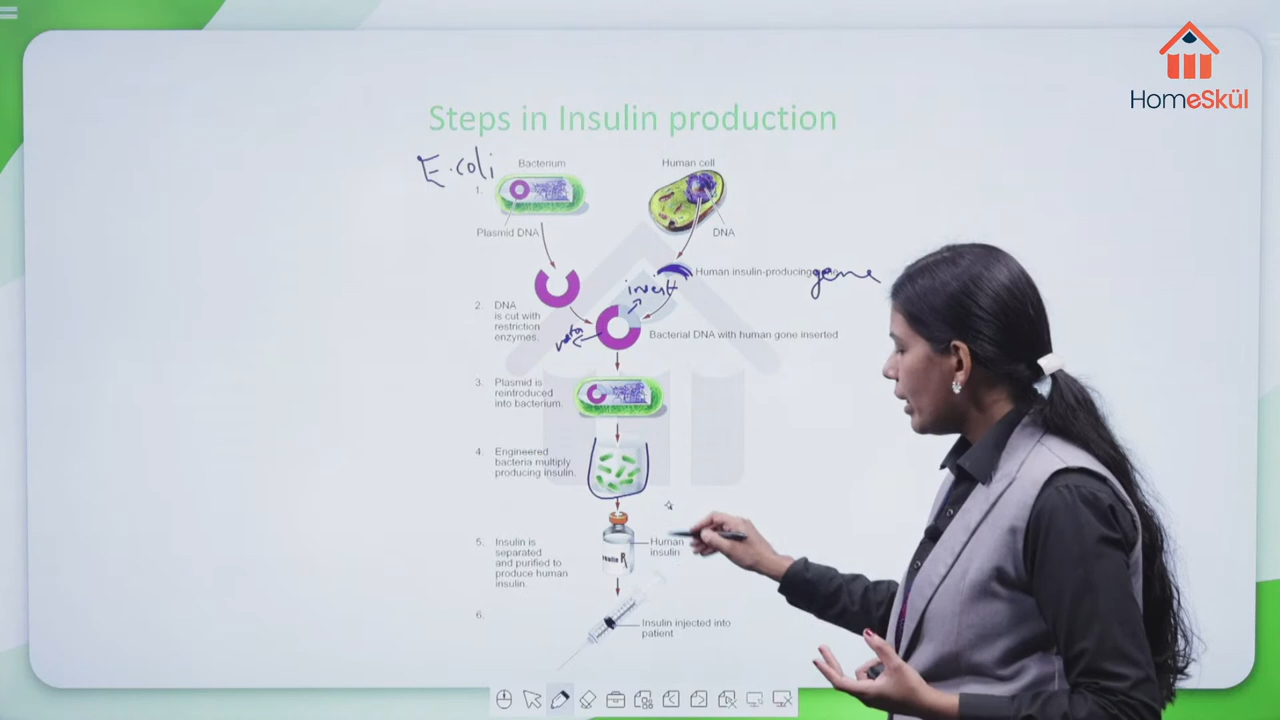 HomeSkül
Steps in Insulin production
E.coli
Bacterium
Human cell
1.
Plasmid DNA
DNA
Human insulin-producing gene
insert
2. DNA
is cut with
restriction
enzymes.
Bacterial DNA with human gone inserted
3. Plasmid is
reintroduced
into bacterium.
4. Engineered
bacteria multiply
producing insulin.
5. Insulin is
separated
and purified to
produce human
insulin.
Human
insulin
6.
Insulin injected into
patient